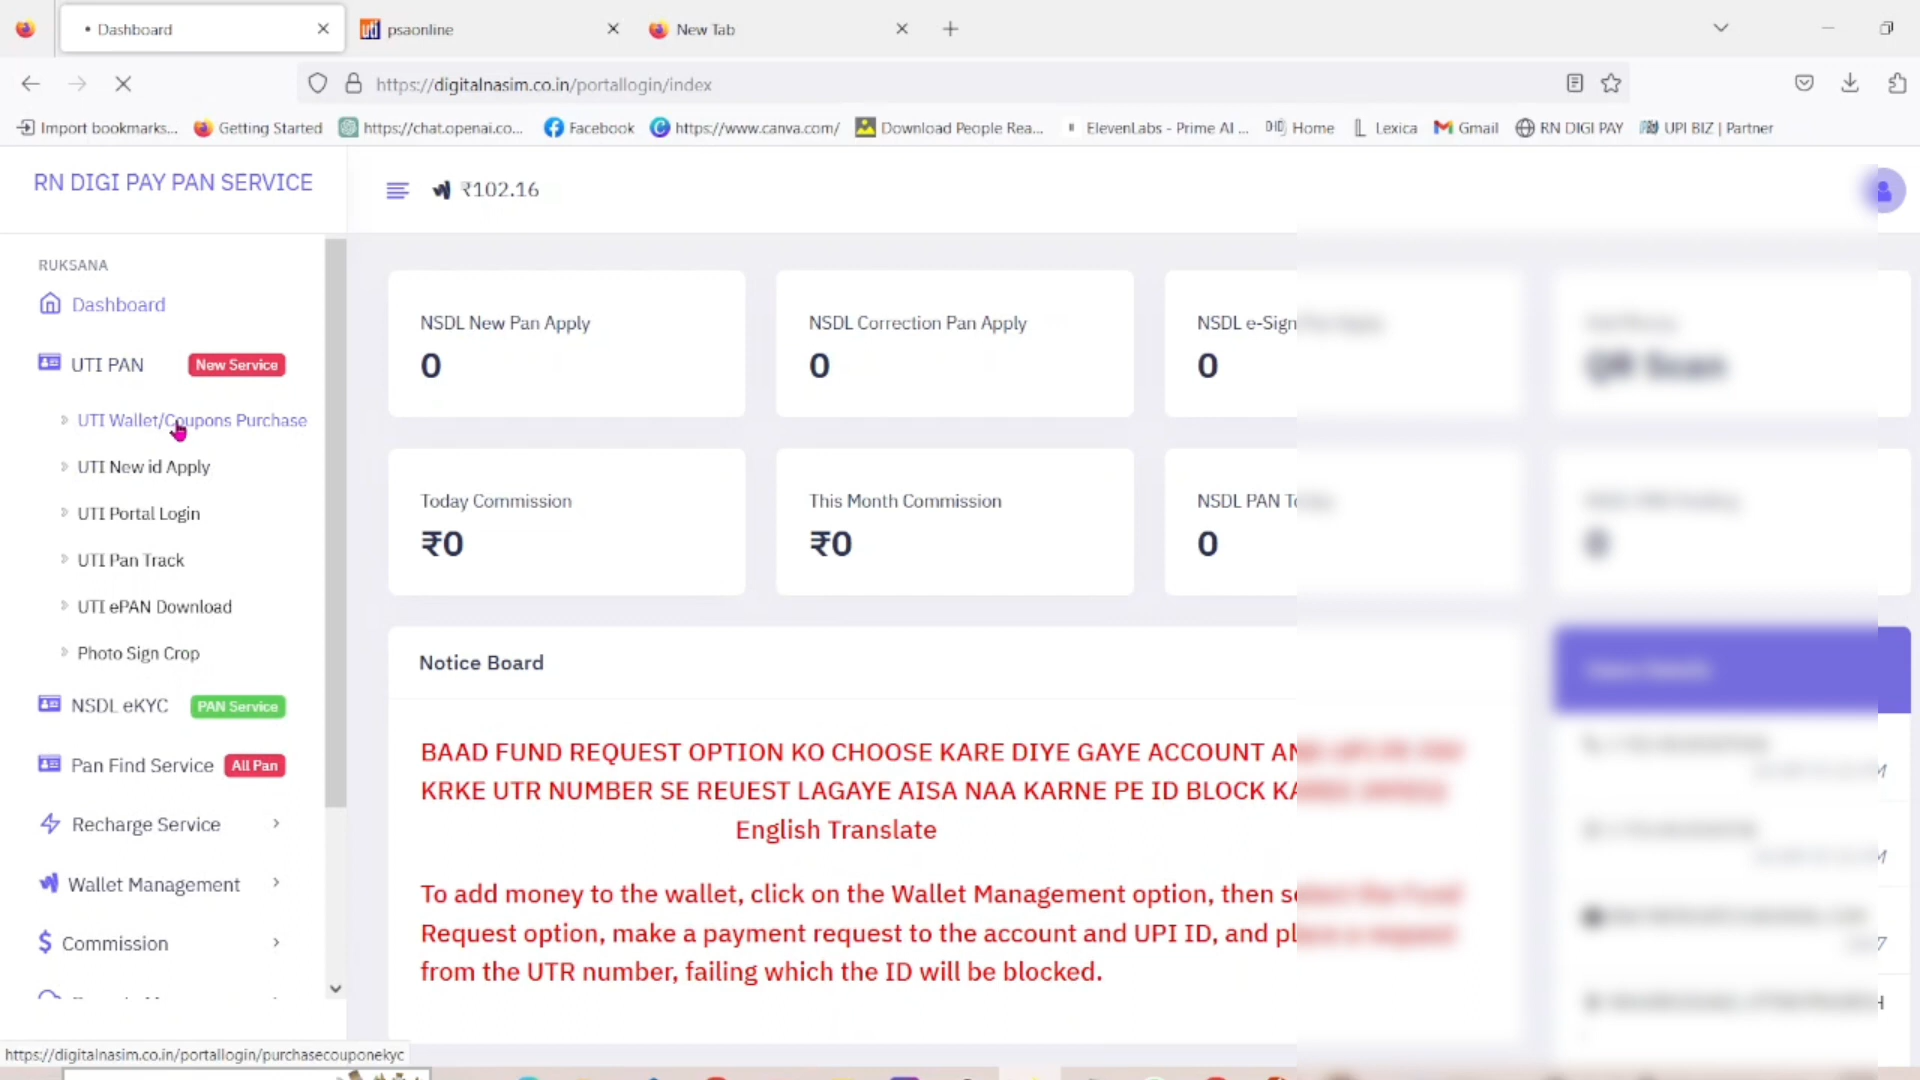 Dashboard
psaonline
New Tab
https://digitalnasim.co.in/portallogin/index
Import bookmarks...
Getting Started
https://chat.openai.co...
Facebook
https://www.canva.com/
Download People Rea...
ElevenLabs - Prime AI ...
Home
Lexica
Gmail
RN DIGI PAY
UPI BIZ | Partner
RN DIGI PAY PAN SERVICE
₹102.16
RUKSANA
Dashboard
UTI PAN
New Service
UTI Wallet/Coupons Purchase
UTI New id Apply
UTI Portal Login
UTI Pan Track
UTI ePAN Download
Photo Sign Crop
NSDL eKYC
PAN Service
Pan Find Service
All Pan
Recharge Service
Wallet Management
Commission
NSDL New Pan Apply
0
NSDL Correction Pan Apply
0
NSDL e-Sign
0
QR Scan
Today Commission
₹0
This Month Commission
₹0
NSDL PAN
0
0
Notice Board
BAAD FUND REQUEST OPTION KO CHOOSE KARE DIYE GAYE ACCOUNT
KRKE UTR NUMBER SE REUEST LAGAYE AISA NAA KARNE PE ID BLOCK
English Translate
To add money to the wallet, click on the Wallet Management option, then select the Fund
Request option, make a payment request to the account and UPI ID, and place a request
from the UTR number, failing which the ID will be blocked.
https://digitalnasim.co.in/portallogin/purchasecouponekyc